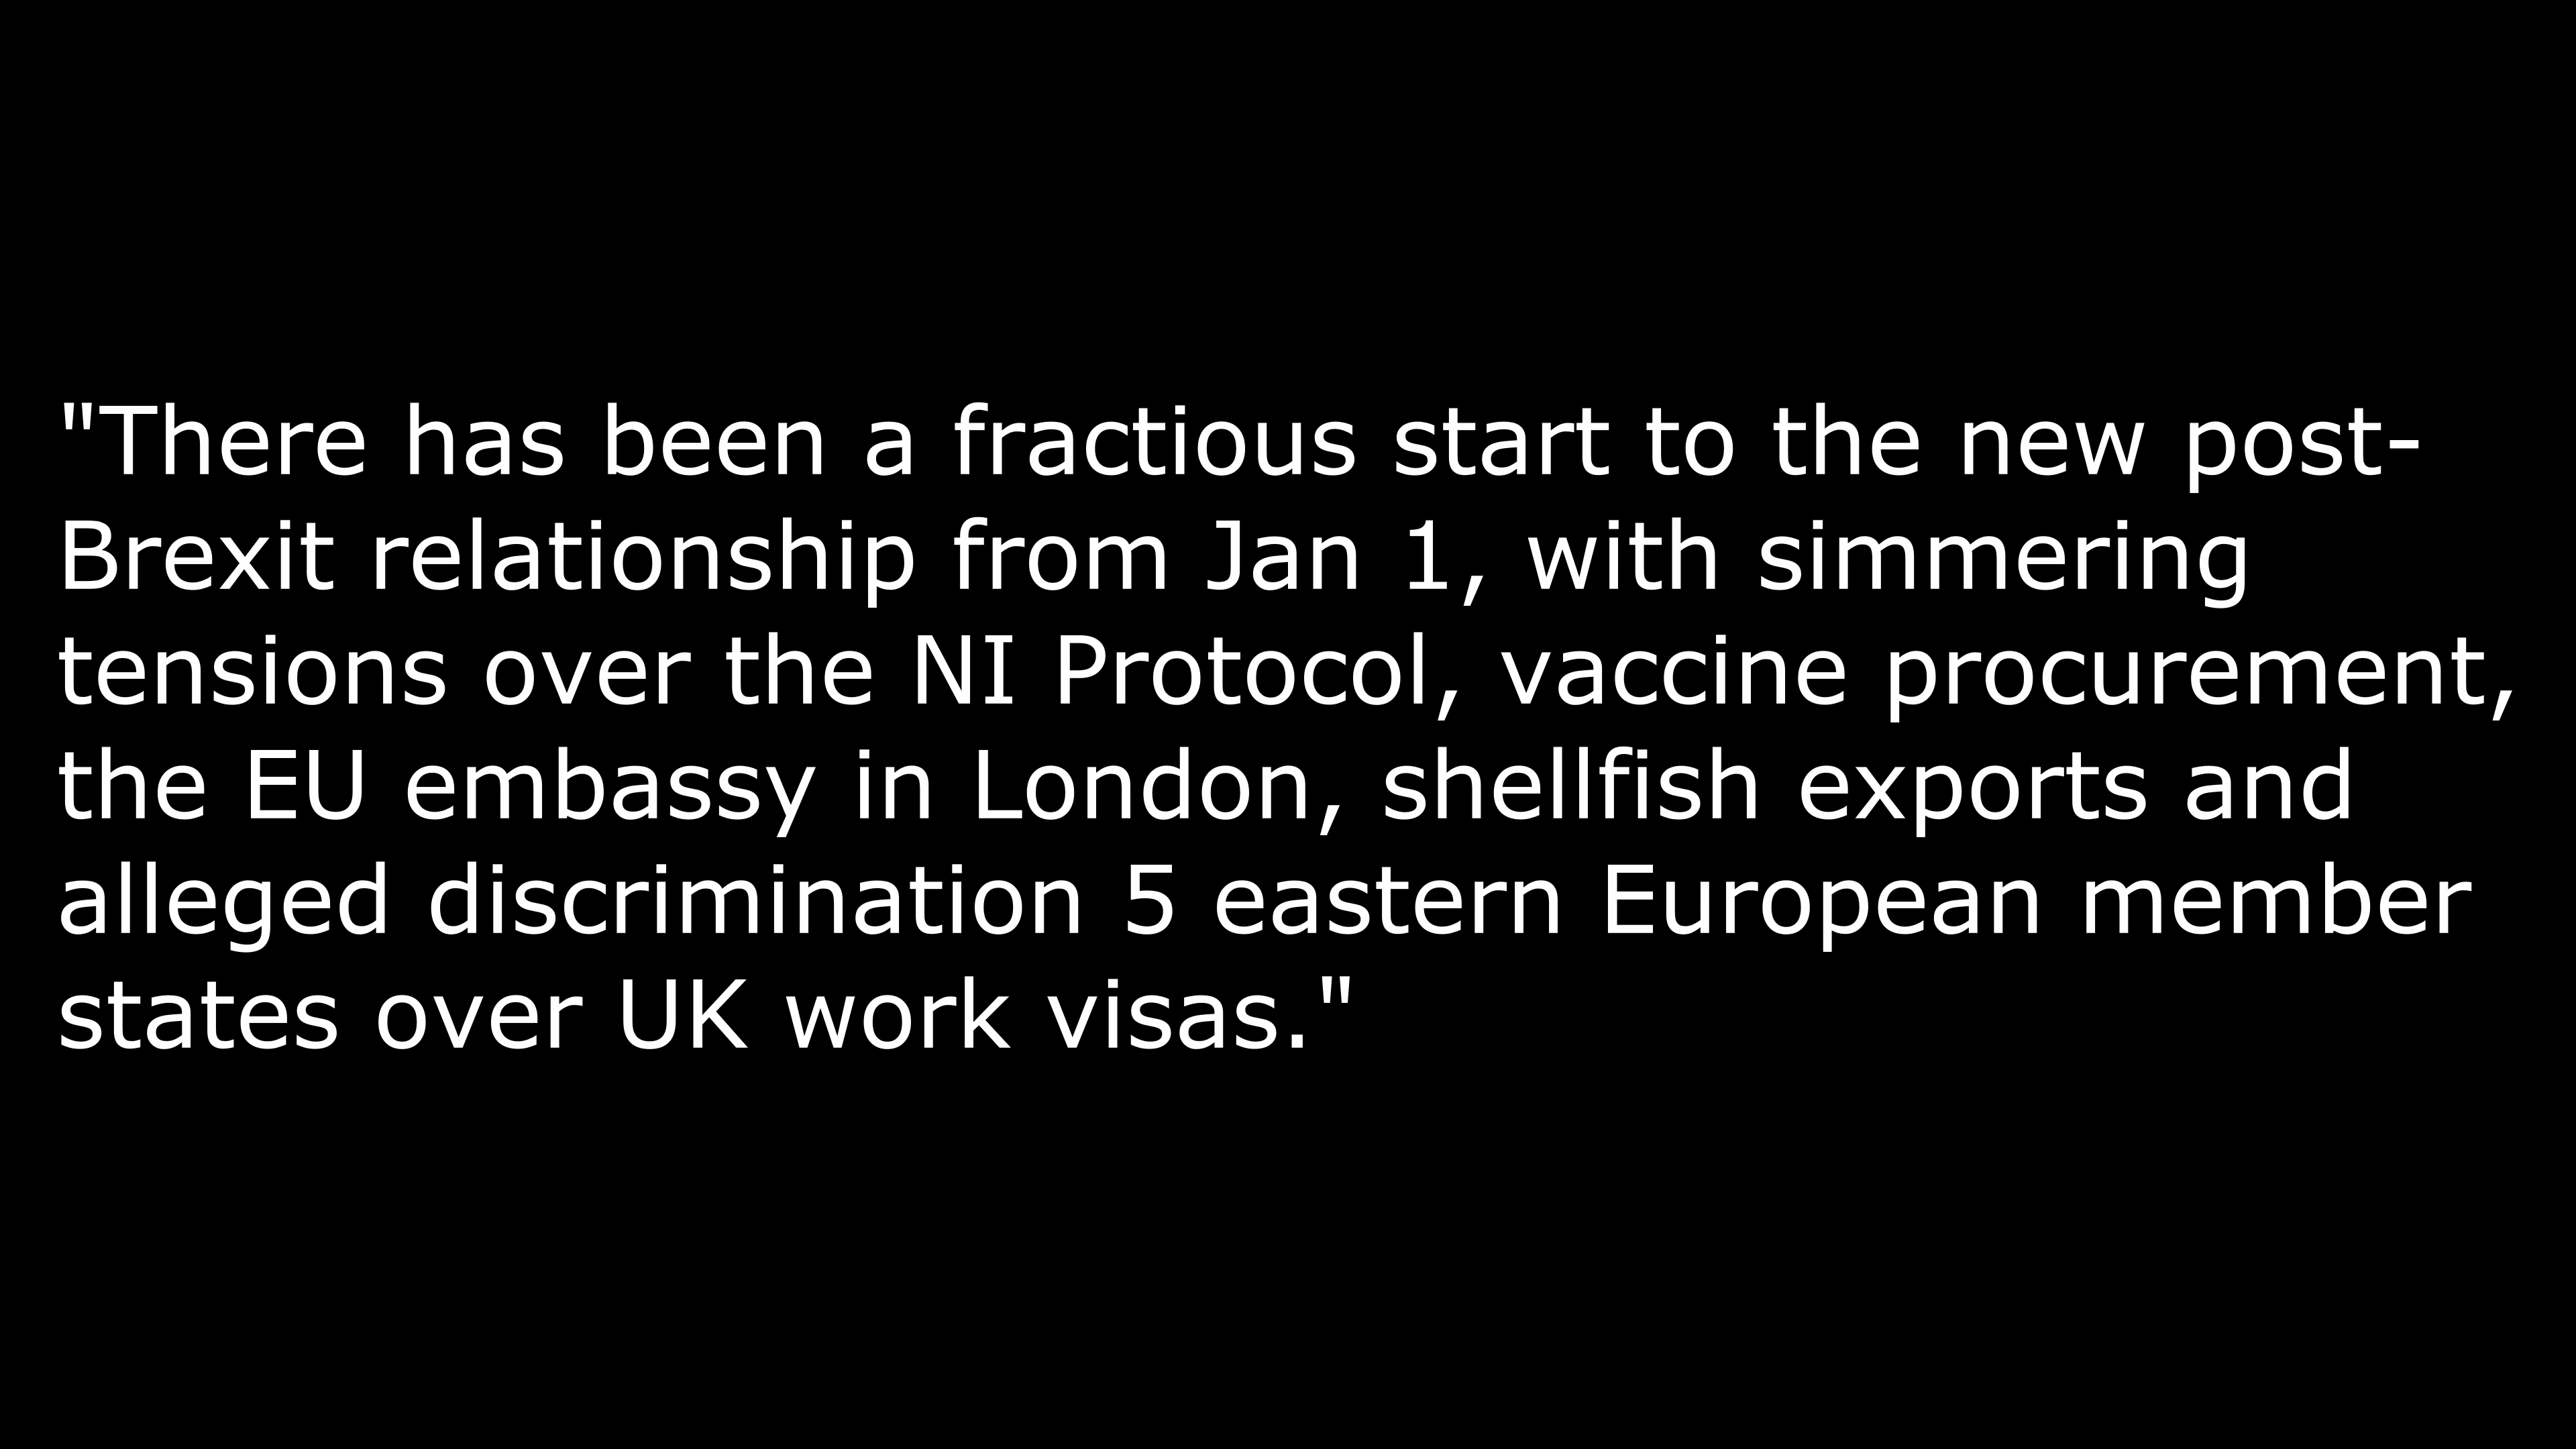 "There has been a fractious start to the new post-
Brexit relationship from Jan 1, with simmering
tensions over the NI Protocol, vaccine procurement,
the EU embassy in London, shellfish exports and
alleged discrimination 5 eastern European member
states over UK work visas."